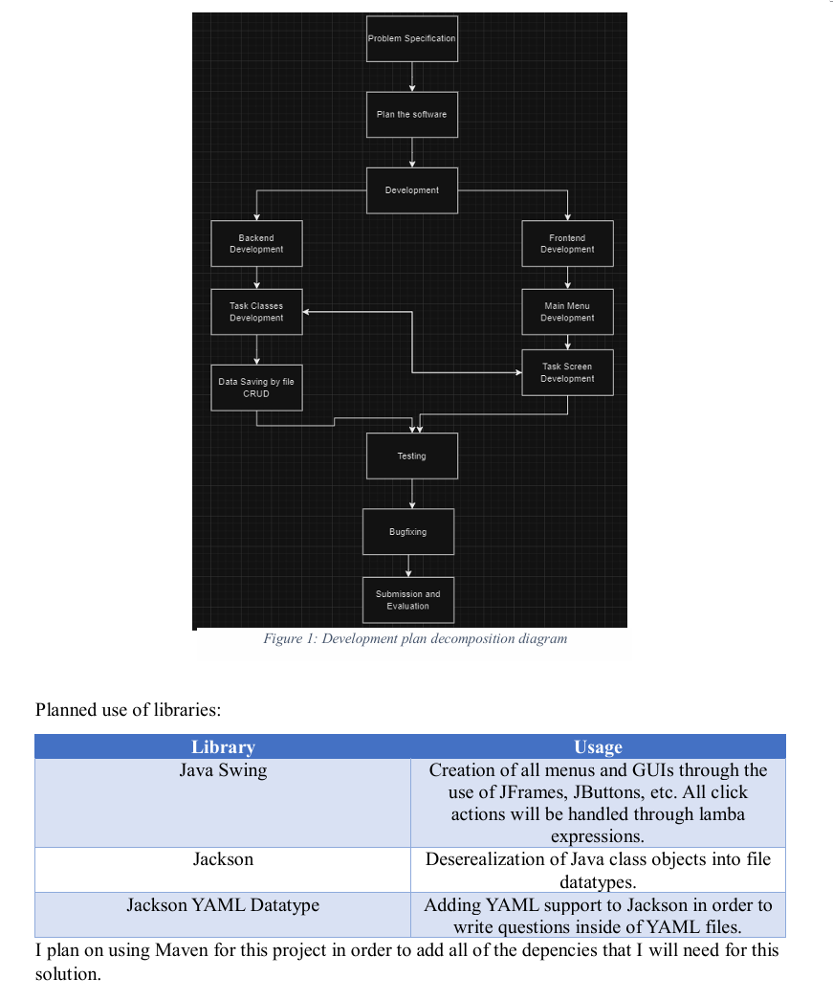 Problem Specification
Plan the software
Development
Backend
Development
Frontend
Development
Task Classes
Development
Main Menu
Development
Task Screen
Development
Data Saving by file
CRUD
Testing
Bugfixing
Submission and
Evaluation
Figure 1: Development plan decomposition diagram
Planned use of libraries:
Library
Usage
Java Swing
Creation of all menus and GUIs through the
use of JFrames, JButtons, etc. All click
actions will be handled through lamba
expressions.
Jackson
Deserealization of Java class objects into file
datatypes.
Jackson YAML Datatype
Adding YAML support to Jackson in order to
write questions inside of YAML files.
I plan on using Maven for this project in order to add all of the depencies that I will need for this
solution.